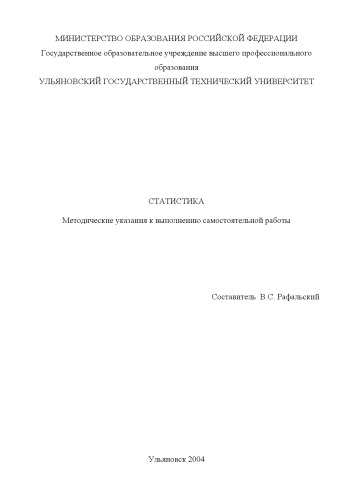 МИНИСТЕРСТВО ОБРАЗОВАНИЯ РОССИЙСКОЙ ФЕДЕРАЦИИ
Государственное образовательное учреждение высшего профессионального
образования
УЛЬЯНОВСКИЙ ГОСУДАРСТВЕННЫЙ ТЕХНИЧЕСКИЙ УНИВЕРСИТЕТ
СТАТИСТИКА
Методические указания к выполнению самостоятельной работы
Составитель В.С. Рафальский
Ульяновск 2004